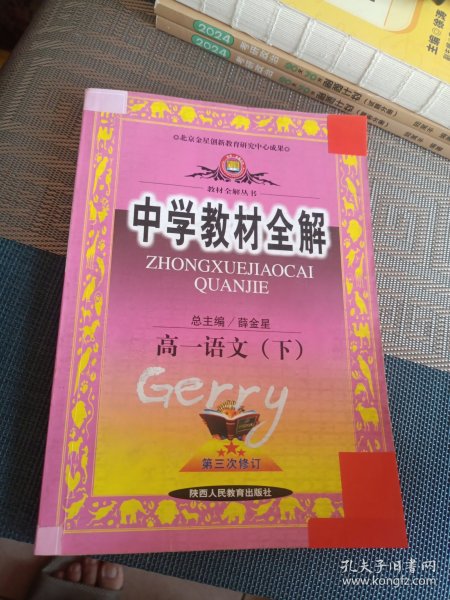 2024
2024
主编
北京金星创新教育研究中心成果
教材全解丛书
中学教材全解
ZHONGXUEJIAOCAI
QUANJIE
总主编/薛金星
高一语文(下)
Gerry
第三次修订
陕西人民教育出版社
孔夫子旧书网
www.kongfz.com